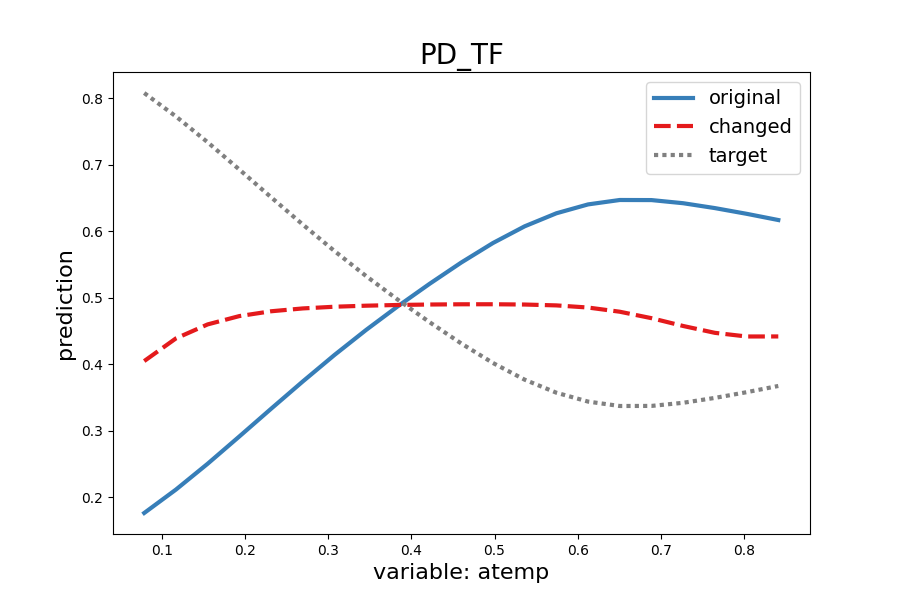 PD_TF
original
changed
target
0.8
0.7
0.6
0.5
0.4
0.3
0.2
prediction
0.1 0.2 0.3 0.4 0.5 0.6 0.7 0.8
variable: atemp